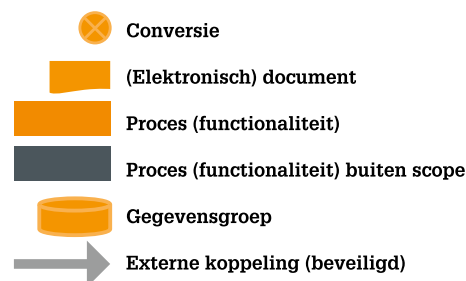 Conversie
(Elektronisch) document
Proces (functionaliteit)
Proces (functionaliteit) buiten scope
Gegevensgroep
Externe koppeling (beveiligd)